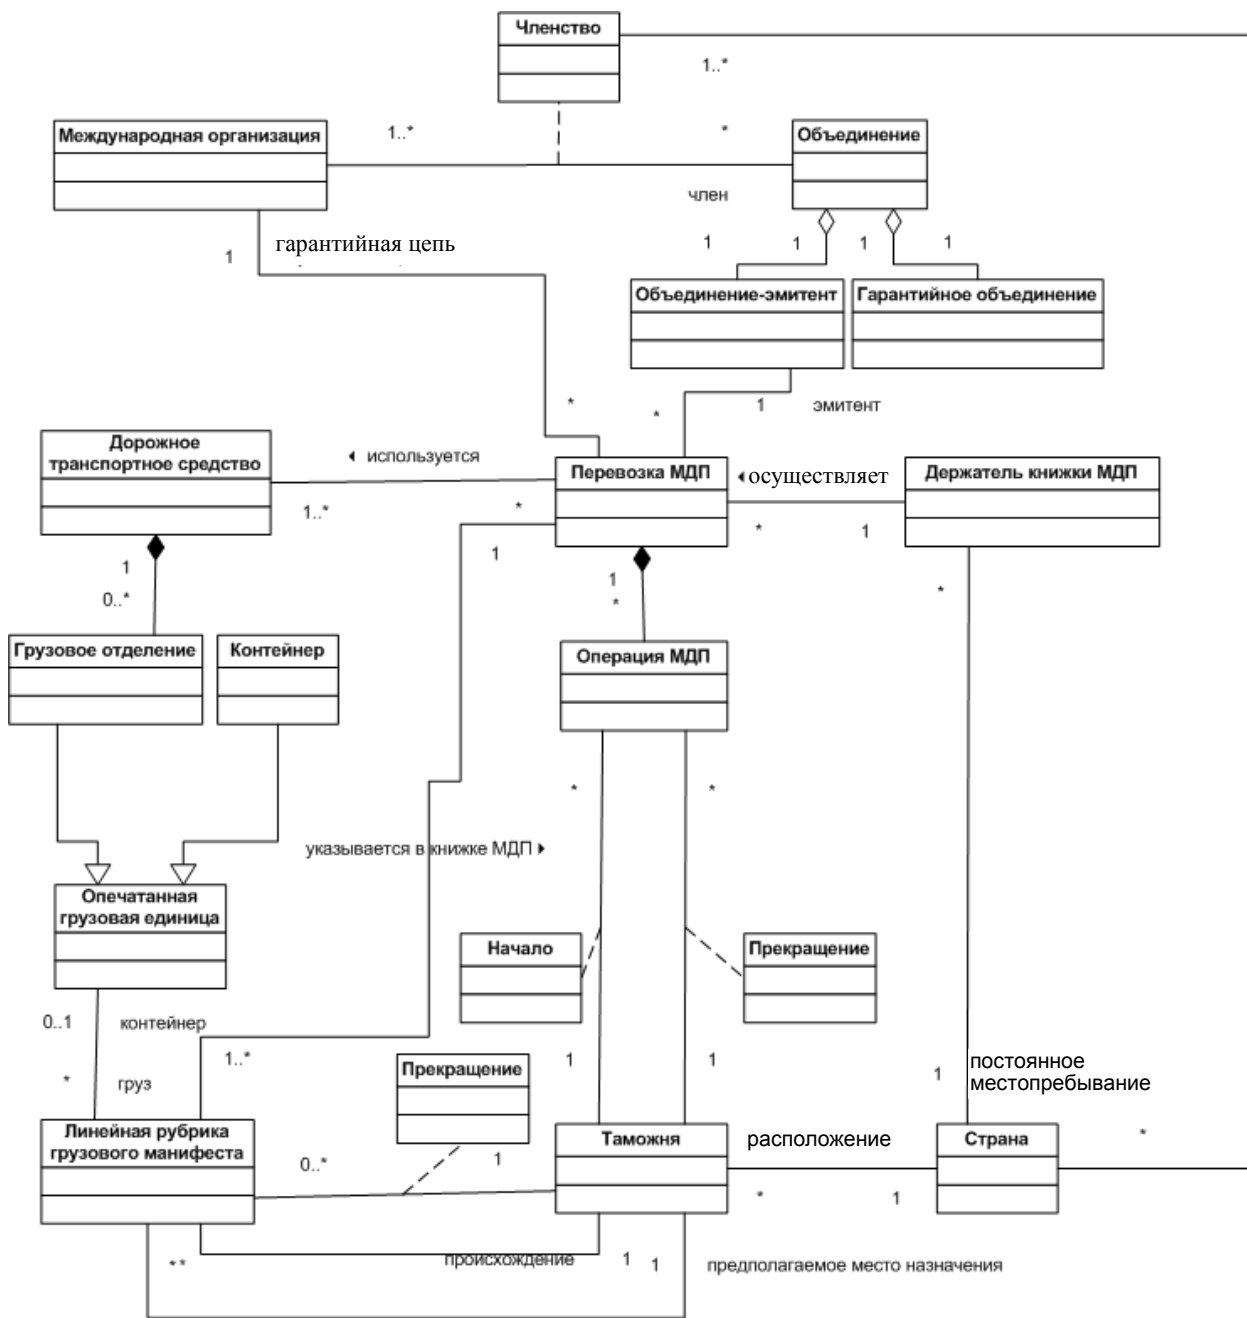 Членство
1..*
Международная организация
1..*
*
Объединение
член
1
гарантийная цепь
1
1
1
1
Объединение-эмитент
Гарантийное объединение
*
*
1
эмитент
Дорожное
транспортное средство
используется
Перевозка МДП
осуществляет
Держатель книжки МДП
1..*
*
1
*
1
1
0..*
1
*
*
Грузовое отделение
Контейнер
Операция МДП
*
*
указывается в книжке МДП
Опечатанная
грузовая единица
Начало
Прекращение
0..1
контейнер
1..*
1
1
1
постоянное
местопребывание
*
груз
Прекращение
Линейная рубрика
грузового манифеста
0..*
1
Таможня
расположение
Страна
*
*
1
**
происхождение
1
1
предполагаемое место назначения